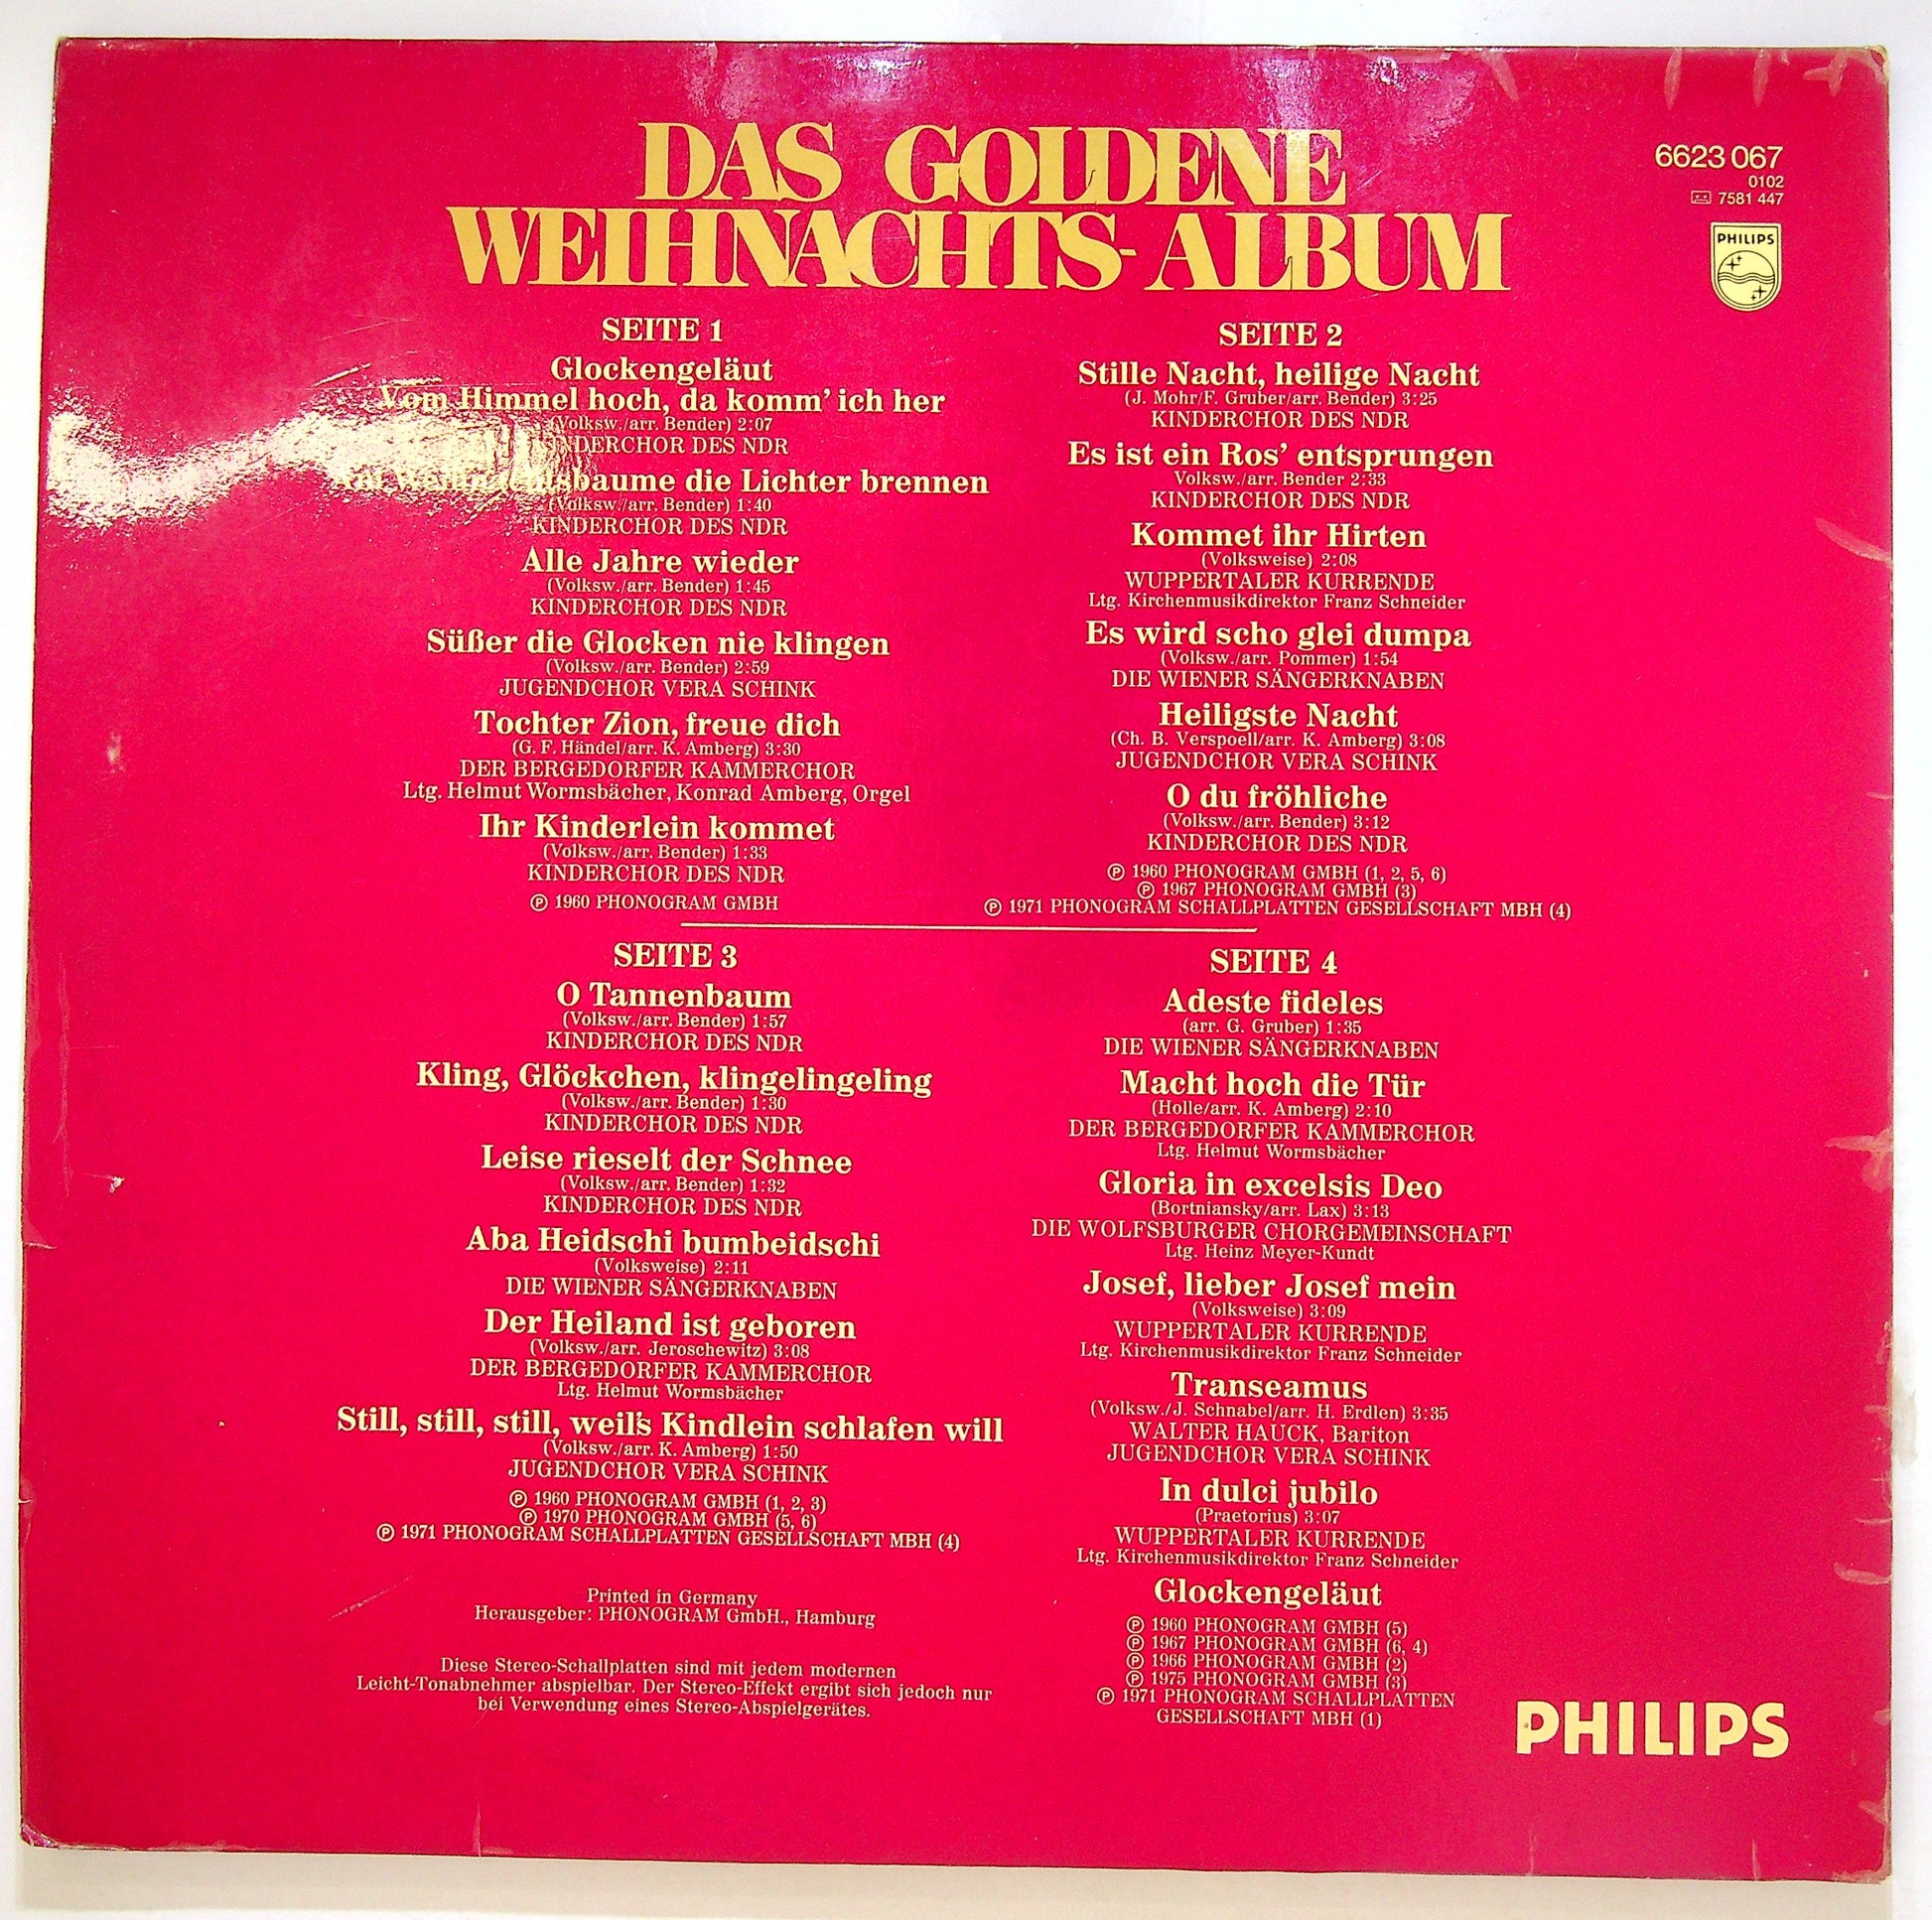 DAS GOLDENE
WEIHNACHTS-ALBUM
6623 067
0102
7581 447
PHILIPS
SEITE 1
Glockengeläut
Vom Himmel hoch, da komm' ich her
(Volksw./arr. Bender) 2:07
KINDERCHOR DES NDR
Am Weihnachtsbaume die Lichter brennen
(Volksw./arr. Bender) 1:40
KINDERCHOR DES NDR
Alle Jahre wieder
(Volksw./arr. Bender) 1:45
KINDERCHOR DES NDR
Süßer die Glocken nie klingen
(Volksw./arr. Bender) 2:59
JUGENDCHOR VERA SCHINK
Tochter Zion, freue dich
(G. F. Händel/arr. K. Amberg) 3:30
DER BERGEDORFER KAMMERCHOR
Ltg. Helmut Wormsbächer, Konrad Amberg, Orgel
Ihr Kinderlein kommet
(Volksw./arr. Bender) 1:33
KINDERCHOR DES NDR
Ⓟ 1960 PHONOGRAM GMBH
SEITE 2
Stille Nacht, heilige Nacht
(J. Mohr/F. Gruber/arr. Bender) 3:25
KINDERCHOR DES NDR
Es ist ein Ros' entsprungen
Volksw./arr. Bender 2:33
KINDERCHOR DES NDR
Kommet ihr Hirten
(Volksweise) 2:08
WUPPERTALER KURRENDE
Ltg. Kirchenmusikdirektor Franz Schneider
Es wird scho glei dumpa
(Volksw./arr. Pommer) 1:54
DIE WIENER SÄNGERKNABEN
Heiligste Nacht
(Ch. B. Verspoell/arr. K. Amberg) 3:08
JUGENDCHOR VERA SCHINK
O du fröhliche
(Volksw./arr. Bender) 3:12
KINDERCHOR DES NDR
Ⓟ 1960 PHONOGRAM GMBH (1, 2, 5, 6)
Ⓟ 1967 PHONOGRAM GMBH (3)
Ⓟ 1971 PHONOGRAM SCHALLPLATTEN GESELLSCHAFT MBH (4)
SEITE 3
O Tannenbaum
(Volksw./arr. Bender) 1:57
KINDERCHOR DES NDR
Kling, Glöckchen, klingelingeling
(Volksw./arr. Bender) 1:30
KINDERCHOR DES NDR
Leise rieselt der Schnee
(Volksw./arr. Bender) 1:32
KINDERCHOR DES NDR
Aba Heidschi bumbeidschi
(Volksweise) 2:11
DIE WIENER SÄNGERKNABEN
Der Heiland ist geboren
(Volksw./arr. Jeroschewitz) 3:08
DER BERGEDORFER KAMMERCHOR
Ltg. Helmut Wormsbächer
Still, still, still, weil's Kindlein schlafen will
(Volksw./arr. K. Amberg) 1:50
JUGENDCHOR VERA SCHINK
Ⓟ 1960 PHONOGRAM GMBH (1, 2, 3)
Ⓟ 1970 PHONOGRAM GMBH (5, 6)
Ⓟ 1971 PHONOGRAM SCHALLPLATTEN GESELLSCHAFT MBH (4)
Printed in Germany
Herausgeber: PHONOGRAM GmbH., Hamburg
Diese Stereo-Schallplatten sind mit jedem modernen
Leicht-Tonabnehmer abspielbar. Der Stereo-Effekt ergibt sich jedoch nur
bei Verwendung eines Stereo-Abspielgerätes.
SEITE 4
Adeste fideles
(arr. G. Gruber) 1:35
DIE WIENER SÄNGERKNABEN
Macht hoch die Tür
(Holle/arr. K. Amberg) 2:10
DER BERGEDORFER KAMMERCHOR
Ltg. Helmut Wormsbächer
Gloria in excelsis Deo
(Bortniansky/arr. Lax) 3:13
DIE WOLFSBURGER CHORGEMEINSCHAFT
Ltg. Heinz Meyer-Kundt
Josef, lieber Josef mein
(Volksweise) 3:09
WUPPERTALER KURRENDE
Ltg. Kirchenmusikdirektor Franz Schneider
Transeamus
(Volksw./J. Schnabel/arr. H. Erdlen) 3:35
WALTER HAUCK, Bariton
JUGENDCHOR VERA SCHINK
In dulci jubilo
(Praetorius) 3:07
WUPPERTALER KURRENDE
Ltg. Kirchenmusikdirektor Franz Schneider
Glockengeläut
Ⓟ 1960 PHONOGRAM GMBH (5)
Ⓟ 1967 PHONOGRAM GMBH (6, 4)
Ⓟ 1966 PHONOGRAM GMBH (2)
Ⓟ 1975 PHONOGRAM GMBH (3)
Ⓟ 1971 PHONOGRAM SCHALLPLATTEN
GESELLSCHAFT MBH (1)
PHILIPS